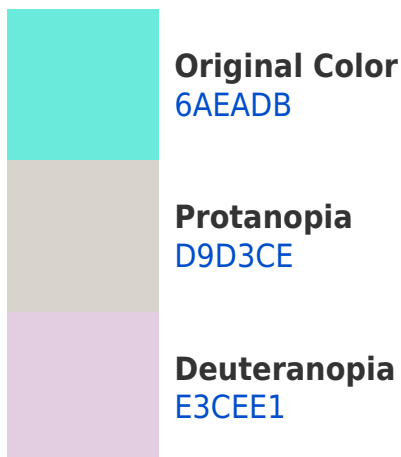 Original Color
6AEADB
Protanopia
D9D3CE
Deuteranopia
E3CEE1